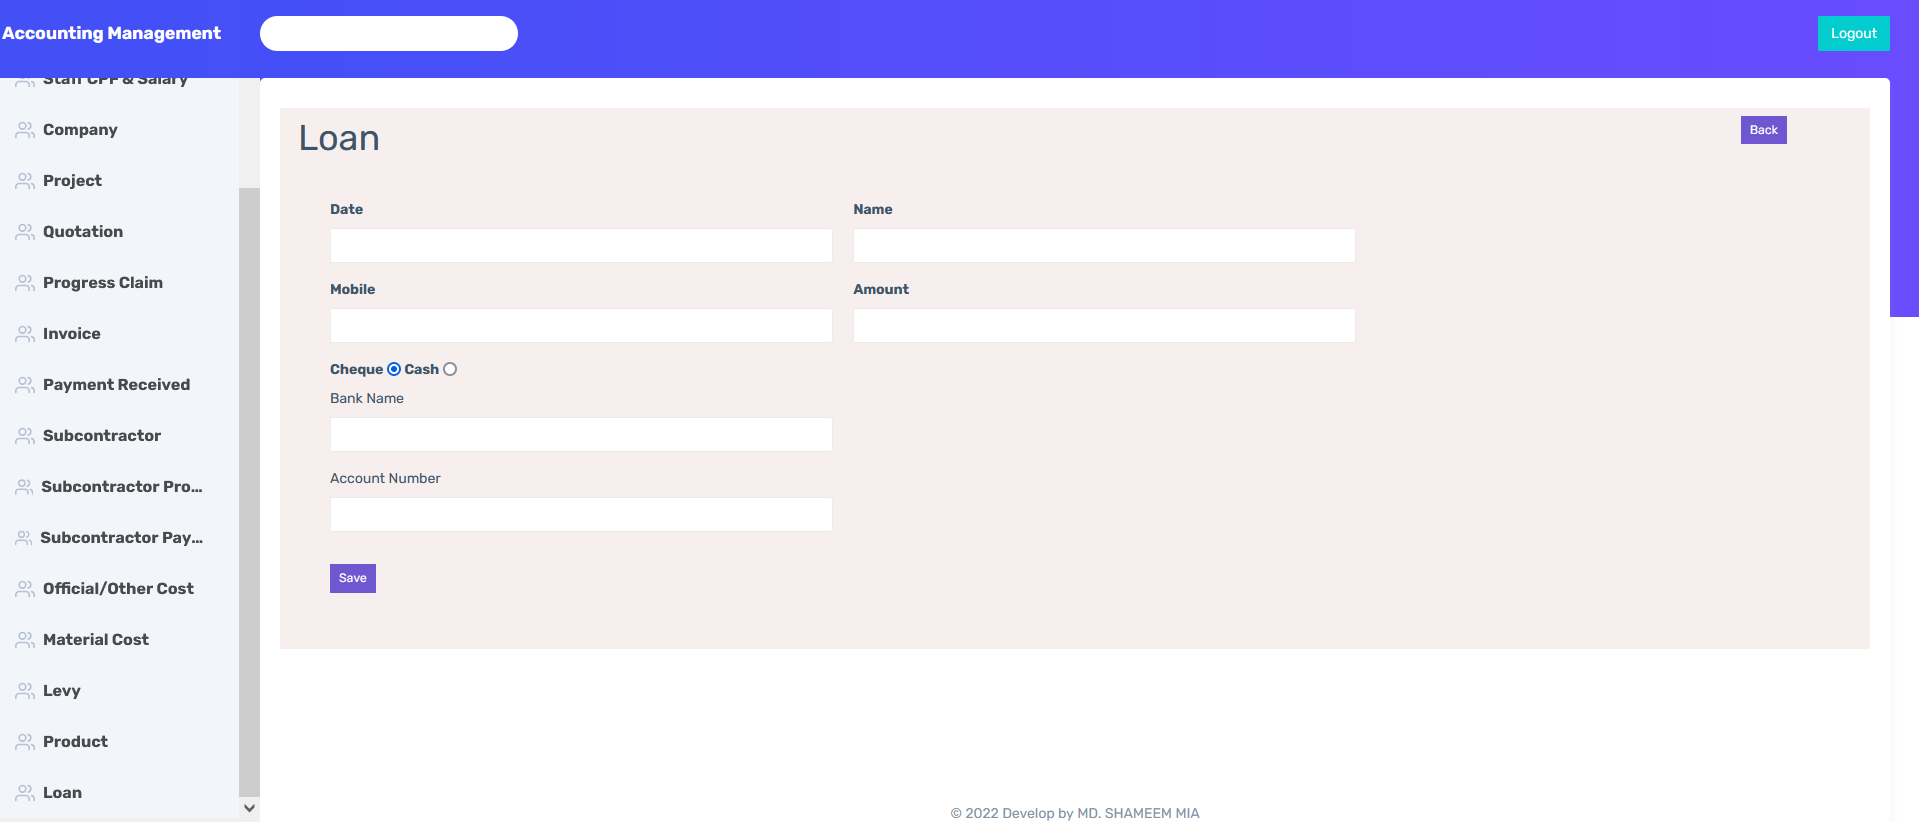 Accounting Management
Logout
Staff CPF & Salary
Company
Project
Quotation
Progress Claim
Invoice
Payment Received
Subcontractor
Subcontractor Pro...
Subcontractor Pay...
Official/Other Cost
Material Cost
Levy
Product
Loan
Loan
Back
Date
Name
Mobile
Amount
Cheque Cash
Bank Name
Account Number
Save
© 2022 Develop by MD. SHAMEEM MIA